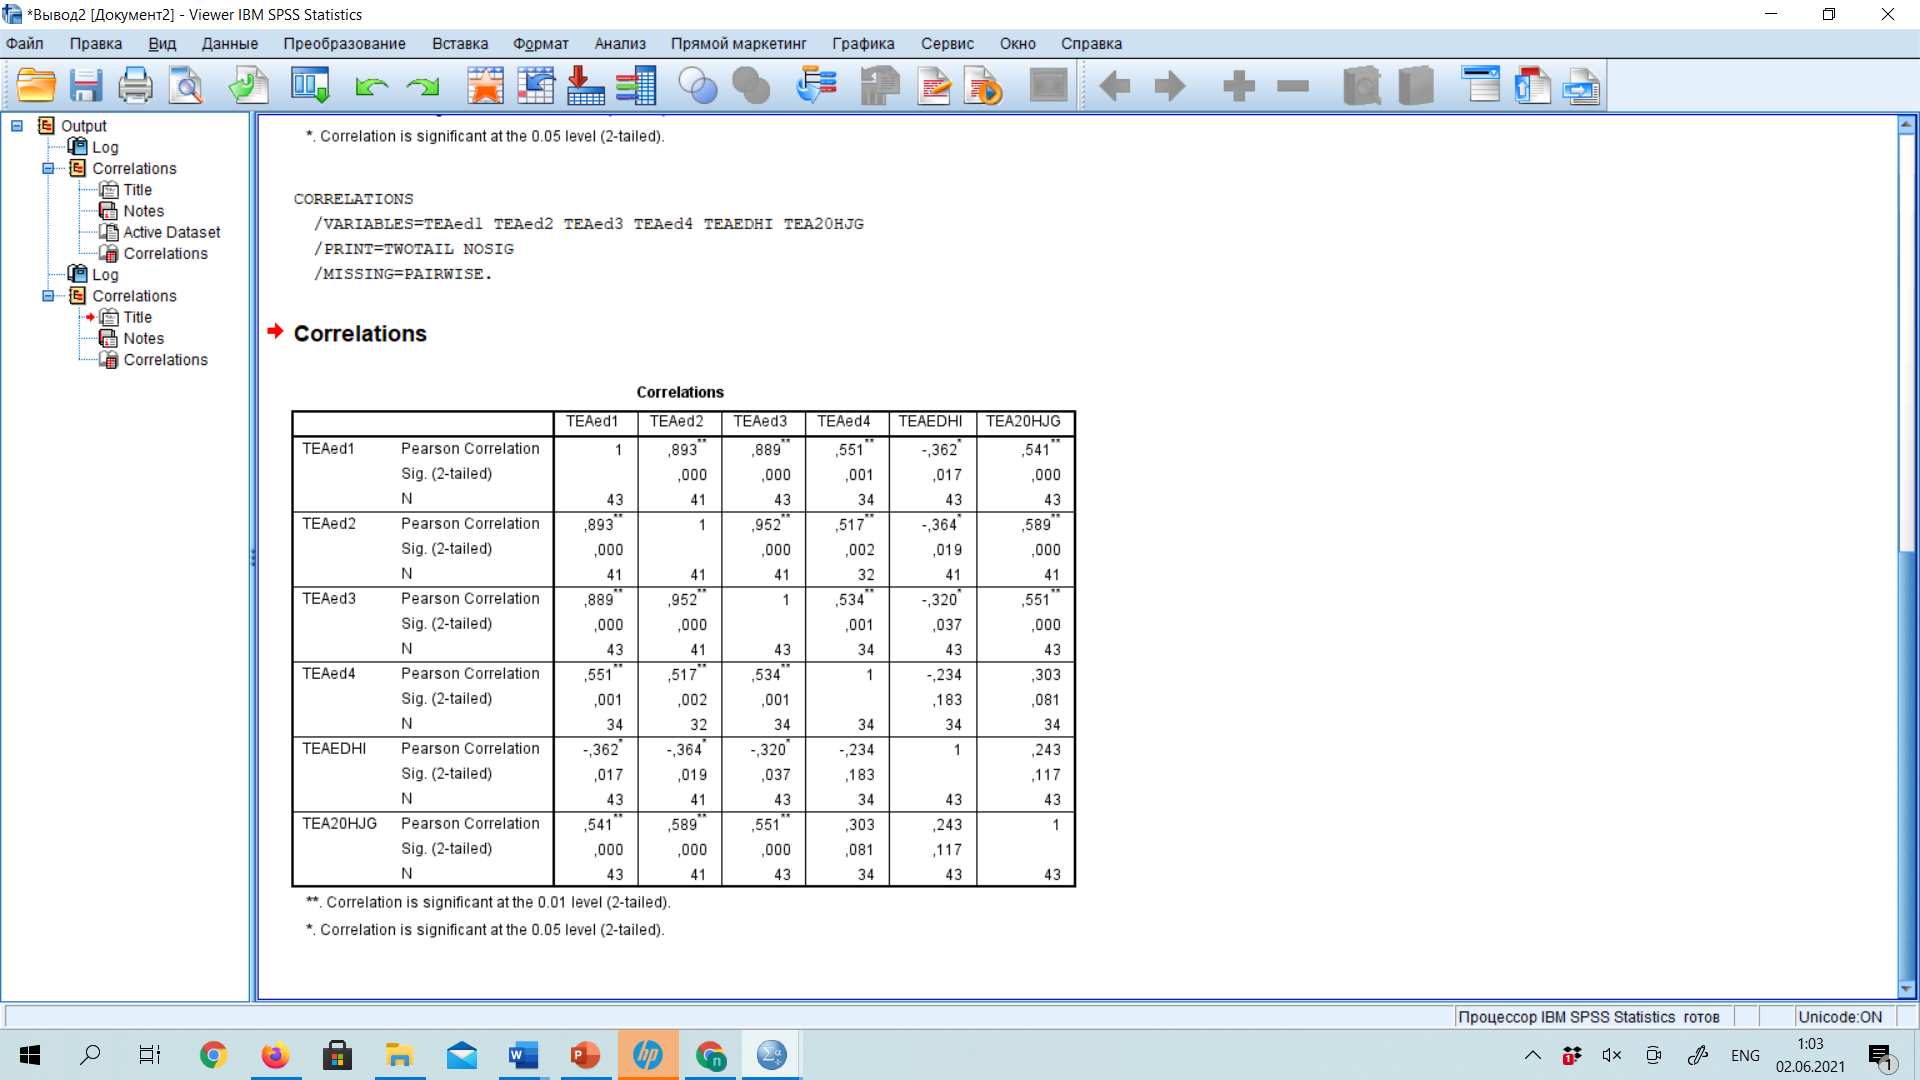 *Вывод2 [Документ2] - Viewer IBM SPSS Statistics
Файл Правка Вид Данные Преобразование Вставка Формат Анализ Прямой маркетинг Графика Сервис Окно Справка
Output
Log
Correlations
Title
Notes
Active Dataset
Correlations
Log
Correlations
Title
Notes
Correlations
*. Correlation is significant at the 0.05 level (2-tailed).
CORRELATIONS
/VARIABLES=TEAed1 TEAed2 TEAed3 TEAed4 TEAEDHI TEA20HJG
/PRINT=TWOTAIL NOSIG
/MISSING=PAIRWISE.
Correlations
Correlations
TEAed1 TEAed2 TEAed3 TEAed4 TEAEDHI TEA20HJG
TEAed1 Pearson Correlation 1 ,893** ,889** ,551** -,362* ,541**
Sig. (2-tailed) ,000 ,000 ,001 ,017 ,000
N 43 41 43 34 43 43
TEAed2 Pearson Correlation ,893** 1 ,952** ,517** -,364* ,589**
Sig. (2-tailed) ,000 ,000 ,002 ,019 ,000
N 41 41 41 32 41 41
TEAed3 Pearson Correlation ,889** ,952** 1 ,534** -,320* ,551**
Sig. (2-tailed) ,000 ,000 ,001 ,037 ,000
N 43 41 43 34 43 43
TEAed4 Pearson Correlation ,551** ,517** ,534** 1 -,234 ,303
Sig. (2-tailed) ,001 ,002 ,001 ,183 ,081
N 34 32 34 34 34 34
TEAEDHI Pearson Correlation -,362* -,364* -,320* -,234 1 ,243
Sig. (2-tailed) ,017 ,019 ,037 ,183 ,117
N 43 41 43 34 43 43
TEA20HJG Pearson Correlation ,541** ,589** ,551** ,303 ,243 1
Sig. (2-tailed) ,000 ,000 ,000 ,081 ,117
N 43 41 43 34 43 43
**. Correlation is significant at the 0.01 level (2-tailed).
*. Correlation is significant at the 0.05 level (2-tailed).
Процессор IBM SPSS Statistics готов Unicode:ON
ENG 1:03
02.06.2021
1